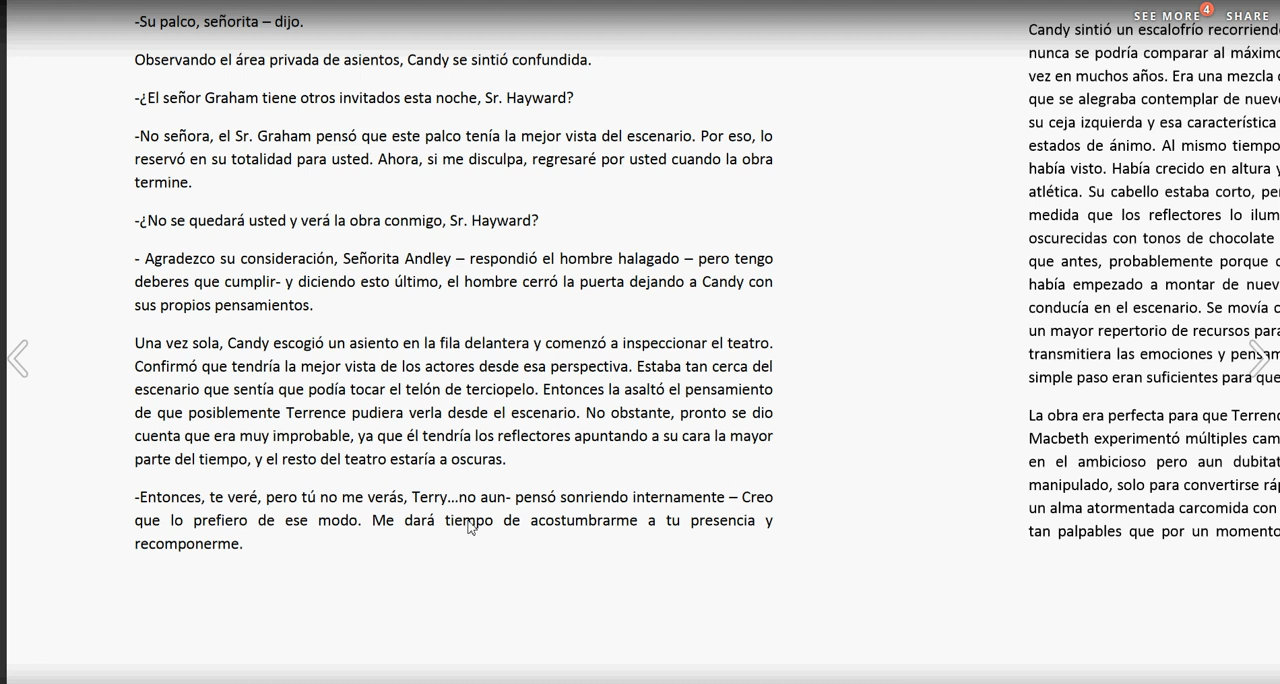 SEE MORE 4 SHARE
-Su palco, señorita – dijo.
Observando el área privada de asientos, Candy se sintió confundida.
-¿El señor Graham tiene otros invitados esta noche, Sr. Hayward?
-No señora, el Sr. Graham pensó que este palco tenía la mejor vista del escenario. Por eso, lo
reservó en su totalidad para usted. Ahora, si me disculpa, regresaré por usted cuando la obra
termine.
-¿No se quedará usted y verá la obra conmigo, Sr. Hayward?
- Agradezco su consideración, Señorita Andley – respondió el hombre halagado – pero tengo
deberes que cumplir- y diciendo esto último, el hombre cerró la puerta dejando a Candy con
sus propios pensamientos.
Una vez sola, Candy escogió un asiento en la fila delantera y comenzó a inspeccionar el teatro.
Confirmó que tendría la mejor vista de los actores desde esa perspectiva. Estaba tan cerca del
escenario que sentía que podía tocar el telón de terciopelo. Entonces la asaltó el pensamiento
de que posiblemente Terrence pudiera verla desde el escenario. No obstante, pronto se dio
cuenta que era muy improbable, ya que él tendría los reflectores apuntando a su cara la mayor
parte del tiempo, y el resto del teatro estaría a oscuras.
-Entonces, te veré, pero tú no me verás, Terry...no aun- pensó sonriendo internamente – Creo
que lo prefiero de ese modo. Me dará tiempo de acostumbrarme a tu presencia y
recomponerme.
Candy sintió un escalofrío recorriend
nunca se podría comparar al máximo
vez en muchos años. Era una mezcla
que se alegraba contemplar de nuev
su ceja izquierda y esa característica
estados de ánimo. Al mismo tiempo
había visto. Había crecido en altura y
atlética. Su cabello estaba corto, pe
medida que los reflectores lo ilum
oscurecidas con tonos de chocolate
que antes, probablemente porque
había empezado a montar de nuev
conducía en el escenario. Se movía
un mayor repertorio de recursos para
transmitiera las emociones y pensam
simple paso eran suficientes para que
La obra era perfecta para que Terren
Macbeth experimentó múltiples cam
en el ambicioso pero aun dubitat
manipulado, solo para convertirse rá
un alma atormentada carcomida con
tan palpables que por un momento